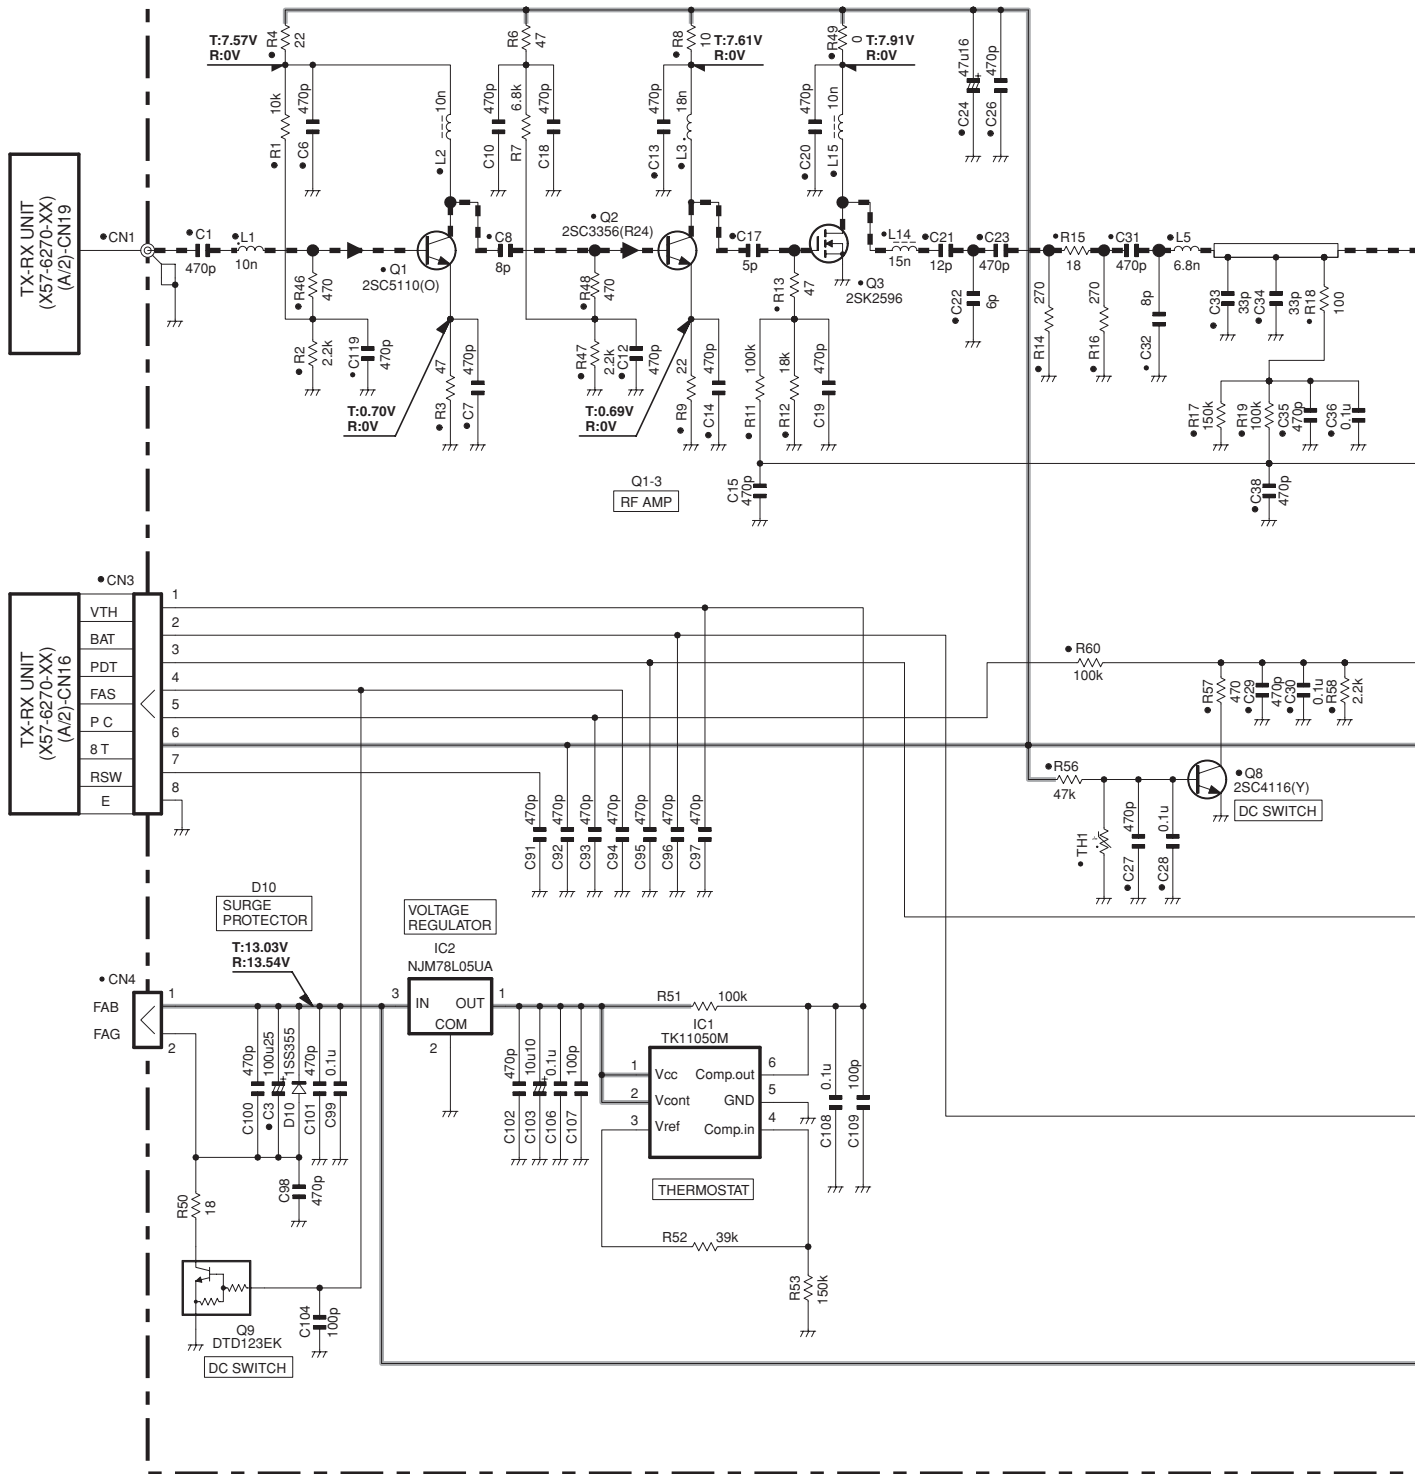 TX-RX UNIT
(X57-6270-XX)
(A/2)-CN19
CN1
C1
470p
L1
10n
T:7.57V
R:0V
R4
22
10k
R1
470p
C6
10n
L2
R46
470
R2
2.2k
C119
470p
Q1
2SC5110(O)
T:0.70V
R:0V
47
R3
470p
C7
C8
8p
R6
47
470p
C10
6.8k
R7
470p
C18
Q2
2SC3356(R24)
R48
470
R47
2.2k
C12
470p
T:0.69V
R:0V
R8
10
T:7.61V
R:0V
470p
C13
18n
L3
22
R9
470p
C14
C17
5p
R49
0
T:7.91V
R:0V
470p
C20
10n
L15
R13
47
Q3
2SK2596
100k
R11
18k
R12
470p
C19
C15
470p
Q1-3
RF AMP
L14
15n
C21
12p
C23
470p
C22
6p
47u16
C24
470p
C26
R15
18
270
R14
270
R16
C31
470p
8p
C32
L5
6.8n
C33
33p
C34
33p
R18
100
R17
150k
R19
100k
C35
470p
C36
0.1u
C38
470p
TX-RX UNIT
(X57-6270-XX)
(A/2)-CN16
CN3
VTH
BAT
PDT
FAS
P C
8 T
RSW
E
1
2
3
4
5
6
7
8
470p
C91
470p
C92
470p
C93
470p
C94
470p
C95
470p
C96
470p
C97
R60
100k
R57
470
C29
470p
C30
0.1u
R58
2.2k
R56
47k
TH1
470p
C27
0.1u
C28
Q8
2SC4116(Y)
DC SWITCH
D10
SURGE
PROTECTOR
T:13.03V
R:13.54V
VOLTAGE
REGULATOR
IC2
NJM78L05UA
IN
OUT
COM
3
1
2
CN4
FAB
FAG
1
2
470p
C100
100u25
C3
1SS355
D10
470p
C101
0.1u
C99
C98
470p
R50
18
Q9
DTD123EK
DC SWITCH
C104
100p
470p
C102
10u10
C103
0.1u
C106
100p
C107
R51
100k
IC1
TK11050M
1
Vcc
2
Vcont
3
Vref
Comp.out
6
GND
5
Comp.in
4
THERMOSTAT
0.1u
C108
100p
C109
R52
39k
R53
150k